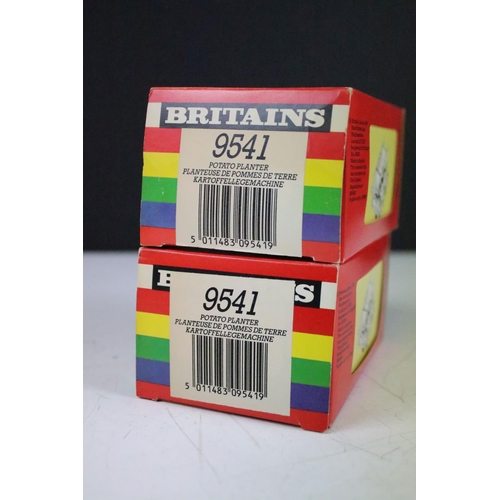 BRITAINS
9541
POTATO PLANTER
PLANTEUSE DE POMMES DE TERRE
KARTOFFELLEGEMACHINE
5 011483 095419
9541
POTATO PLANTER
PLANTEUSE DE POMMES DE TERRE
KARTOFFELLEGEMACHINE
5 011483 095419